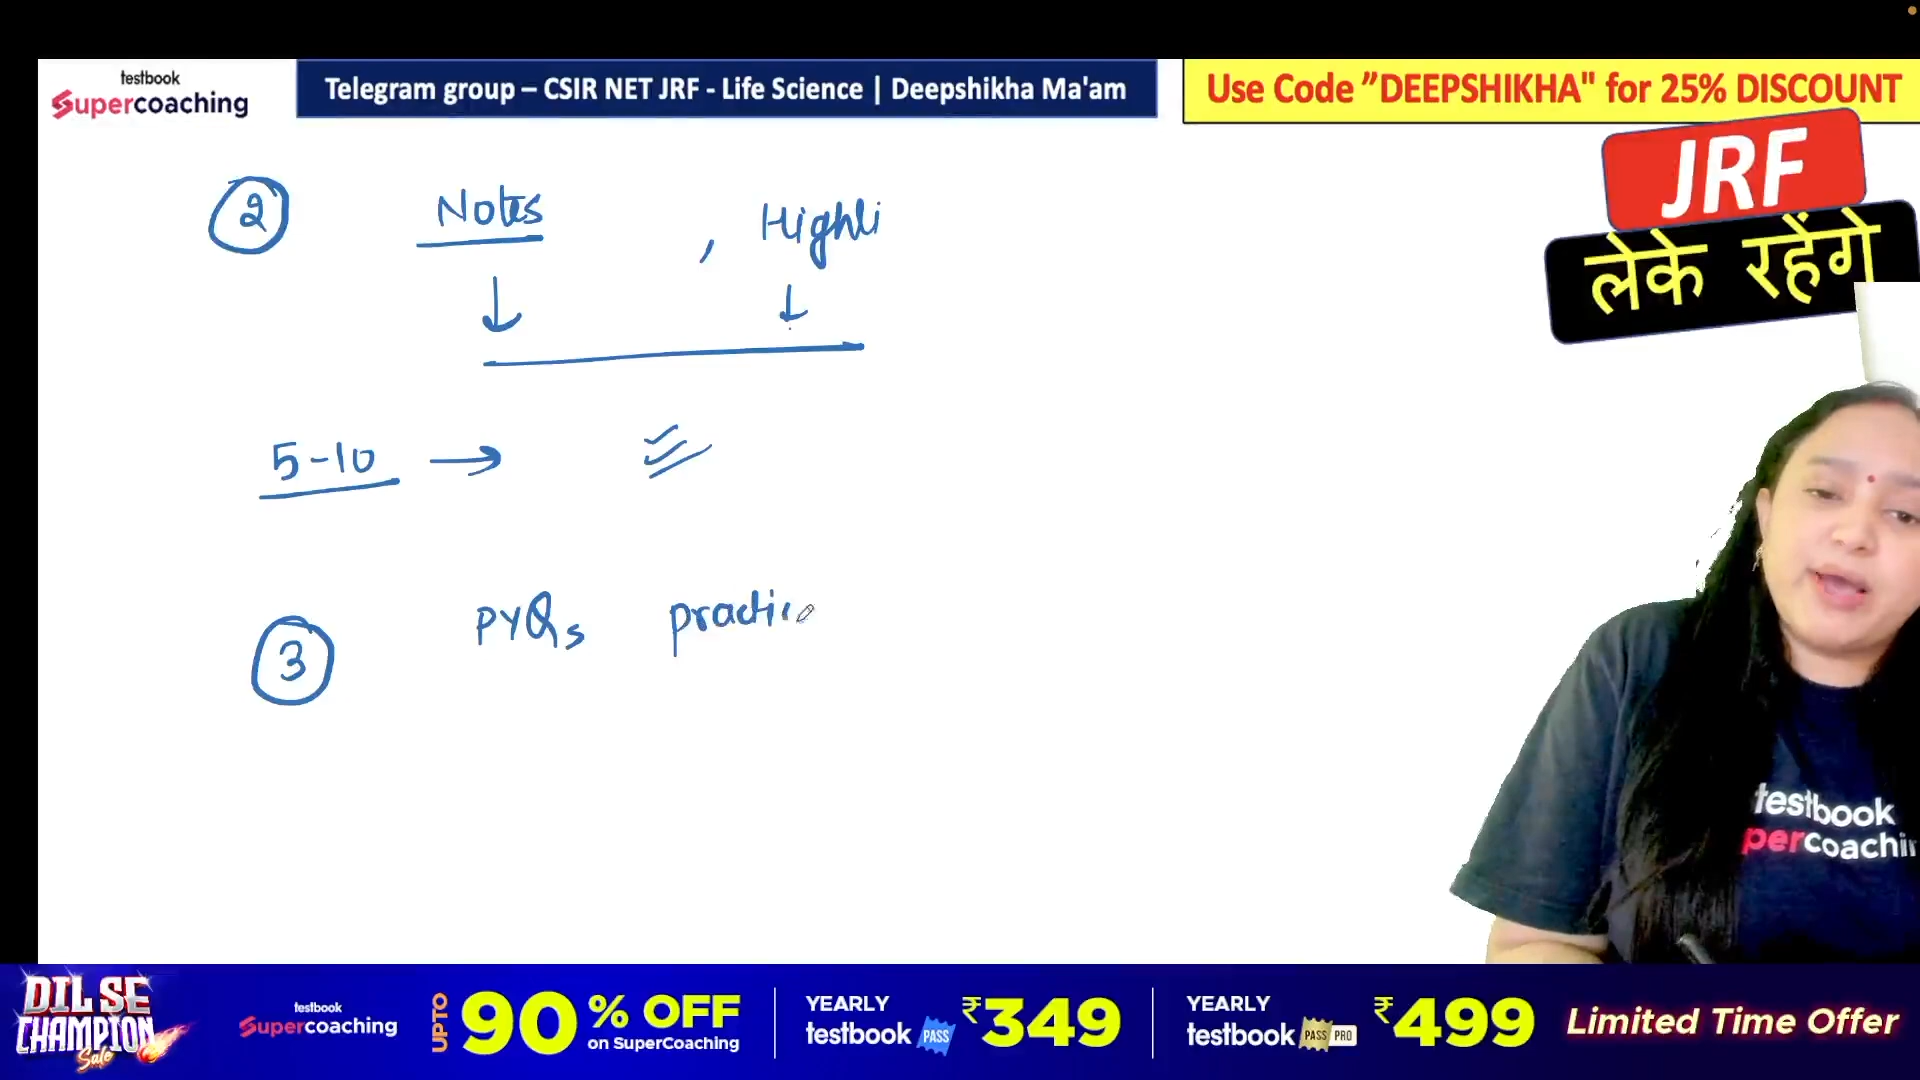 testbook
Supercoaching
Telegram group – CSIR NET JRF - Life Science | Deepshikha Ma'am
Use Code ”DEEPSHIKHA" for 25% DISCOUNT
JRF
लेके रहेंगे
2 Notes , Highli
5-10 →
3 PYQs practic
testbook
percoachin
DIL SE
CHAMPION
Sale
testbook
Supercoaching
UPTO 90% OFF
on SuperCoaching
YEARLY
testbook PASS
₹349
YEARLY
testbook PASS PRO
₹499
Limited Time Offer